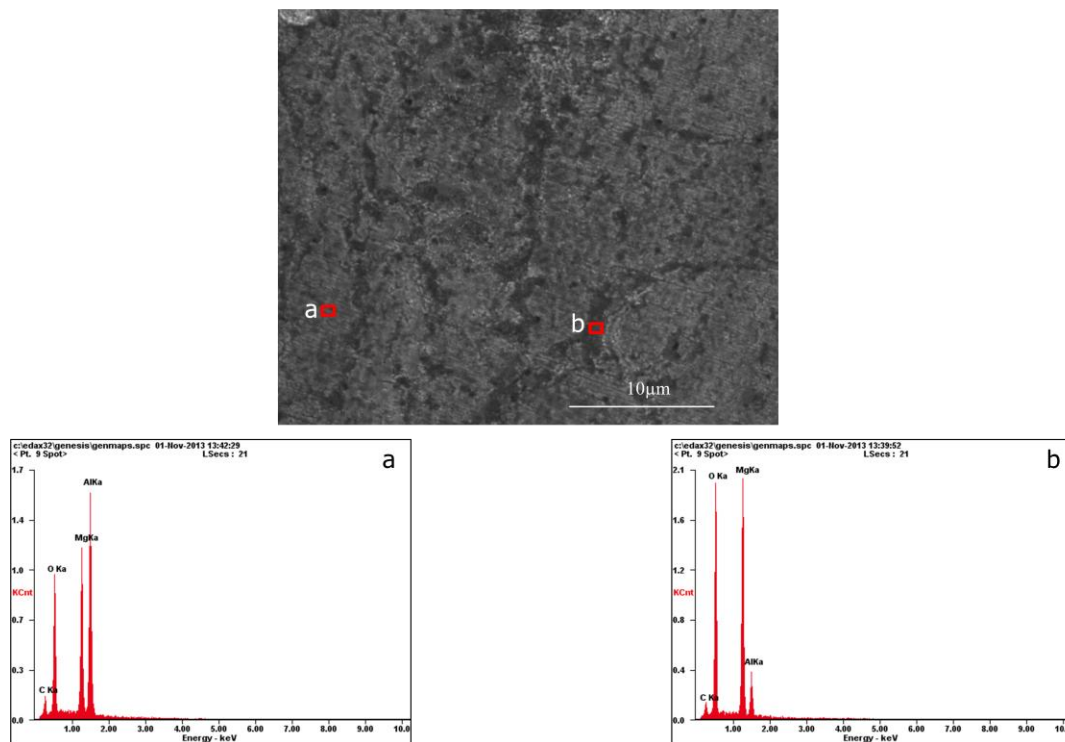 a
b
10μm
c:\edax32\genesis\genmaps.spc 01-Nov-2013 13:42:29
< Pt. 9 Spot> LSecs : 21
a
1.7
1.4
1.0
0.7
0.3
0.0
KCnt
C Ka
O Ka
MgKa
AlKa
1.00 2.00 3.00 4.00 5.00 6.00 7.00 8.00 9.00 10.0
Energy - keV
c:\edax32\genesis\genmaps.spc 01-Nov-2013 13:39:52
< Pt. 9 Spot> LSecs : 21
b
2.1
1.6
1.2
0.8
0.4
0.0
KCnt
C Ka
O Ka
MgKa
AlKa
1.00 2.00 3.00 4.00 5.00 6.00 7.00 8.00 9.00 10.0
Energy - keV